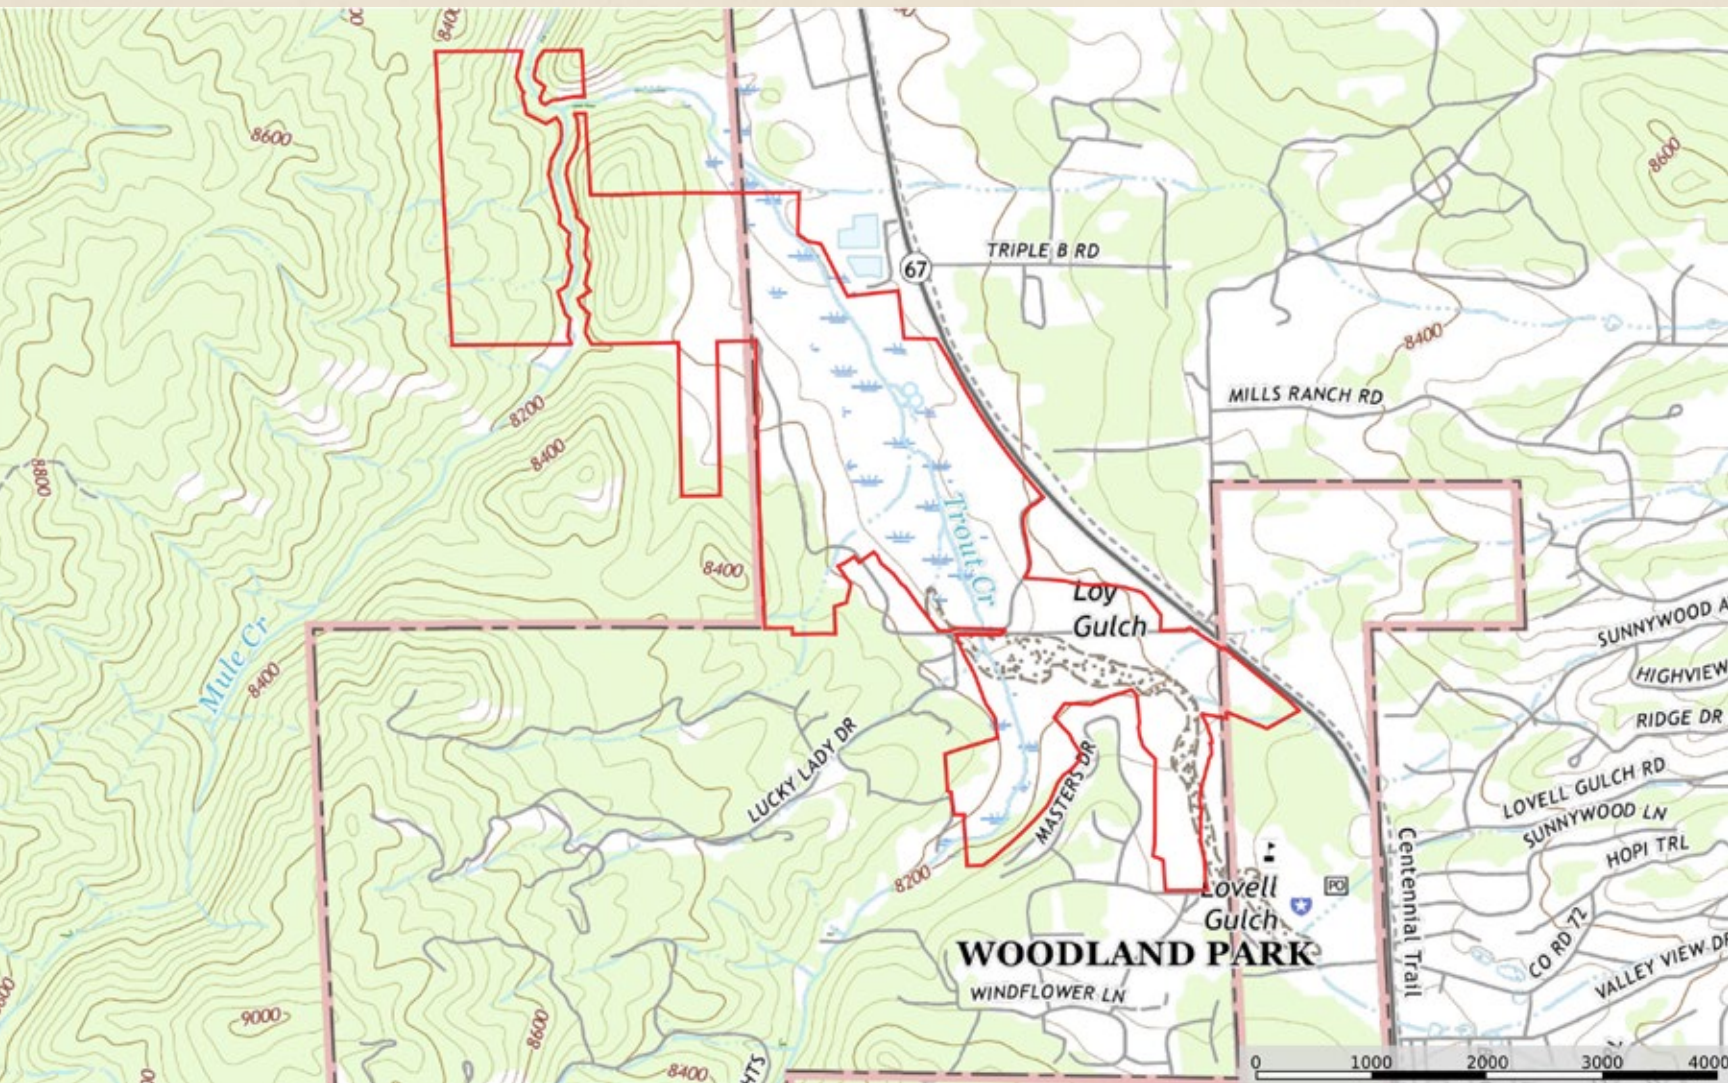 8400
8600
8600
TRIPLE B RD
67
8400
MILLS RANCH RD
8200
8400
8800
8400
Trout Cr
Loy
Gulch
SUNNYWOOD A
Mule Cr
8400
HIGHVIEW
RIDGE DR
LUCKY LADY DR
MASTERS DR
LOVELL GULCH RD
SUNNYWOOD LN
HOPI TRL
Centennial Trail
8200
Lovell
Gulch
PO
WOODLAND PARK
CO RD 72
VALLEY VIEW DR
WINDFLOWER LN
9000
8600
8400
HTS
0 1000 2000 3000 4000